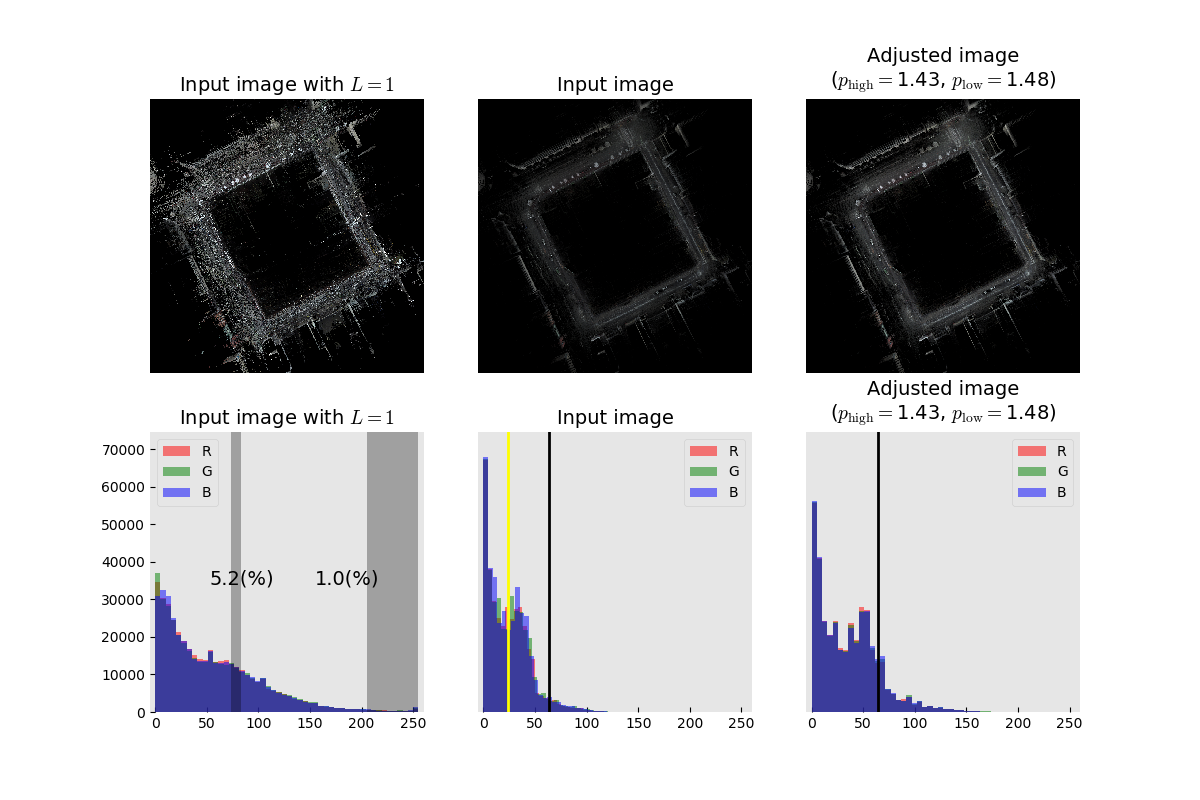 Input image with L = 1
Input image
Adjusted image
(p_high = 1.43, p_low = 1.48)
Input image with L = 1
Input image
Adjusted image
(p_high = 1.43, p_low = 1.48)
70000
60000
50000
40000
30000
20000
10000
0
R
G
B
5.2(%)
1.0(%)
0 50 100 150 200 250
R
G
B
0 50 100 150 200 250
R
G
B
0 50 100 150 200 250